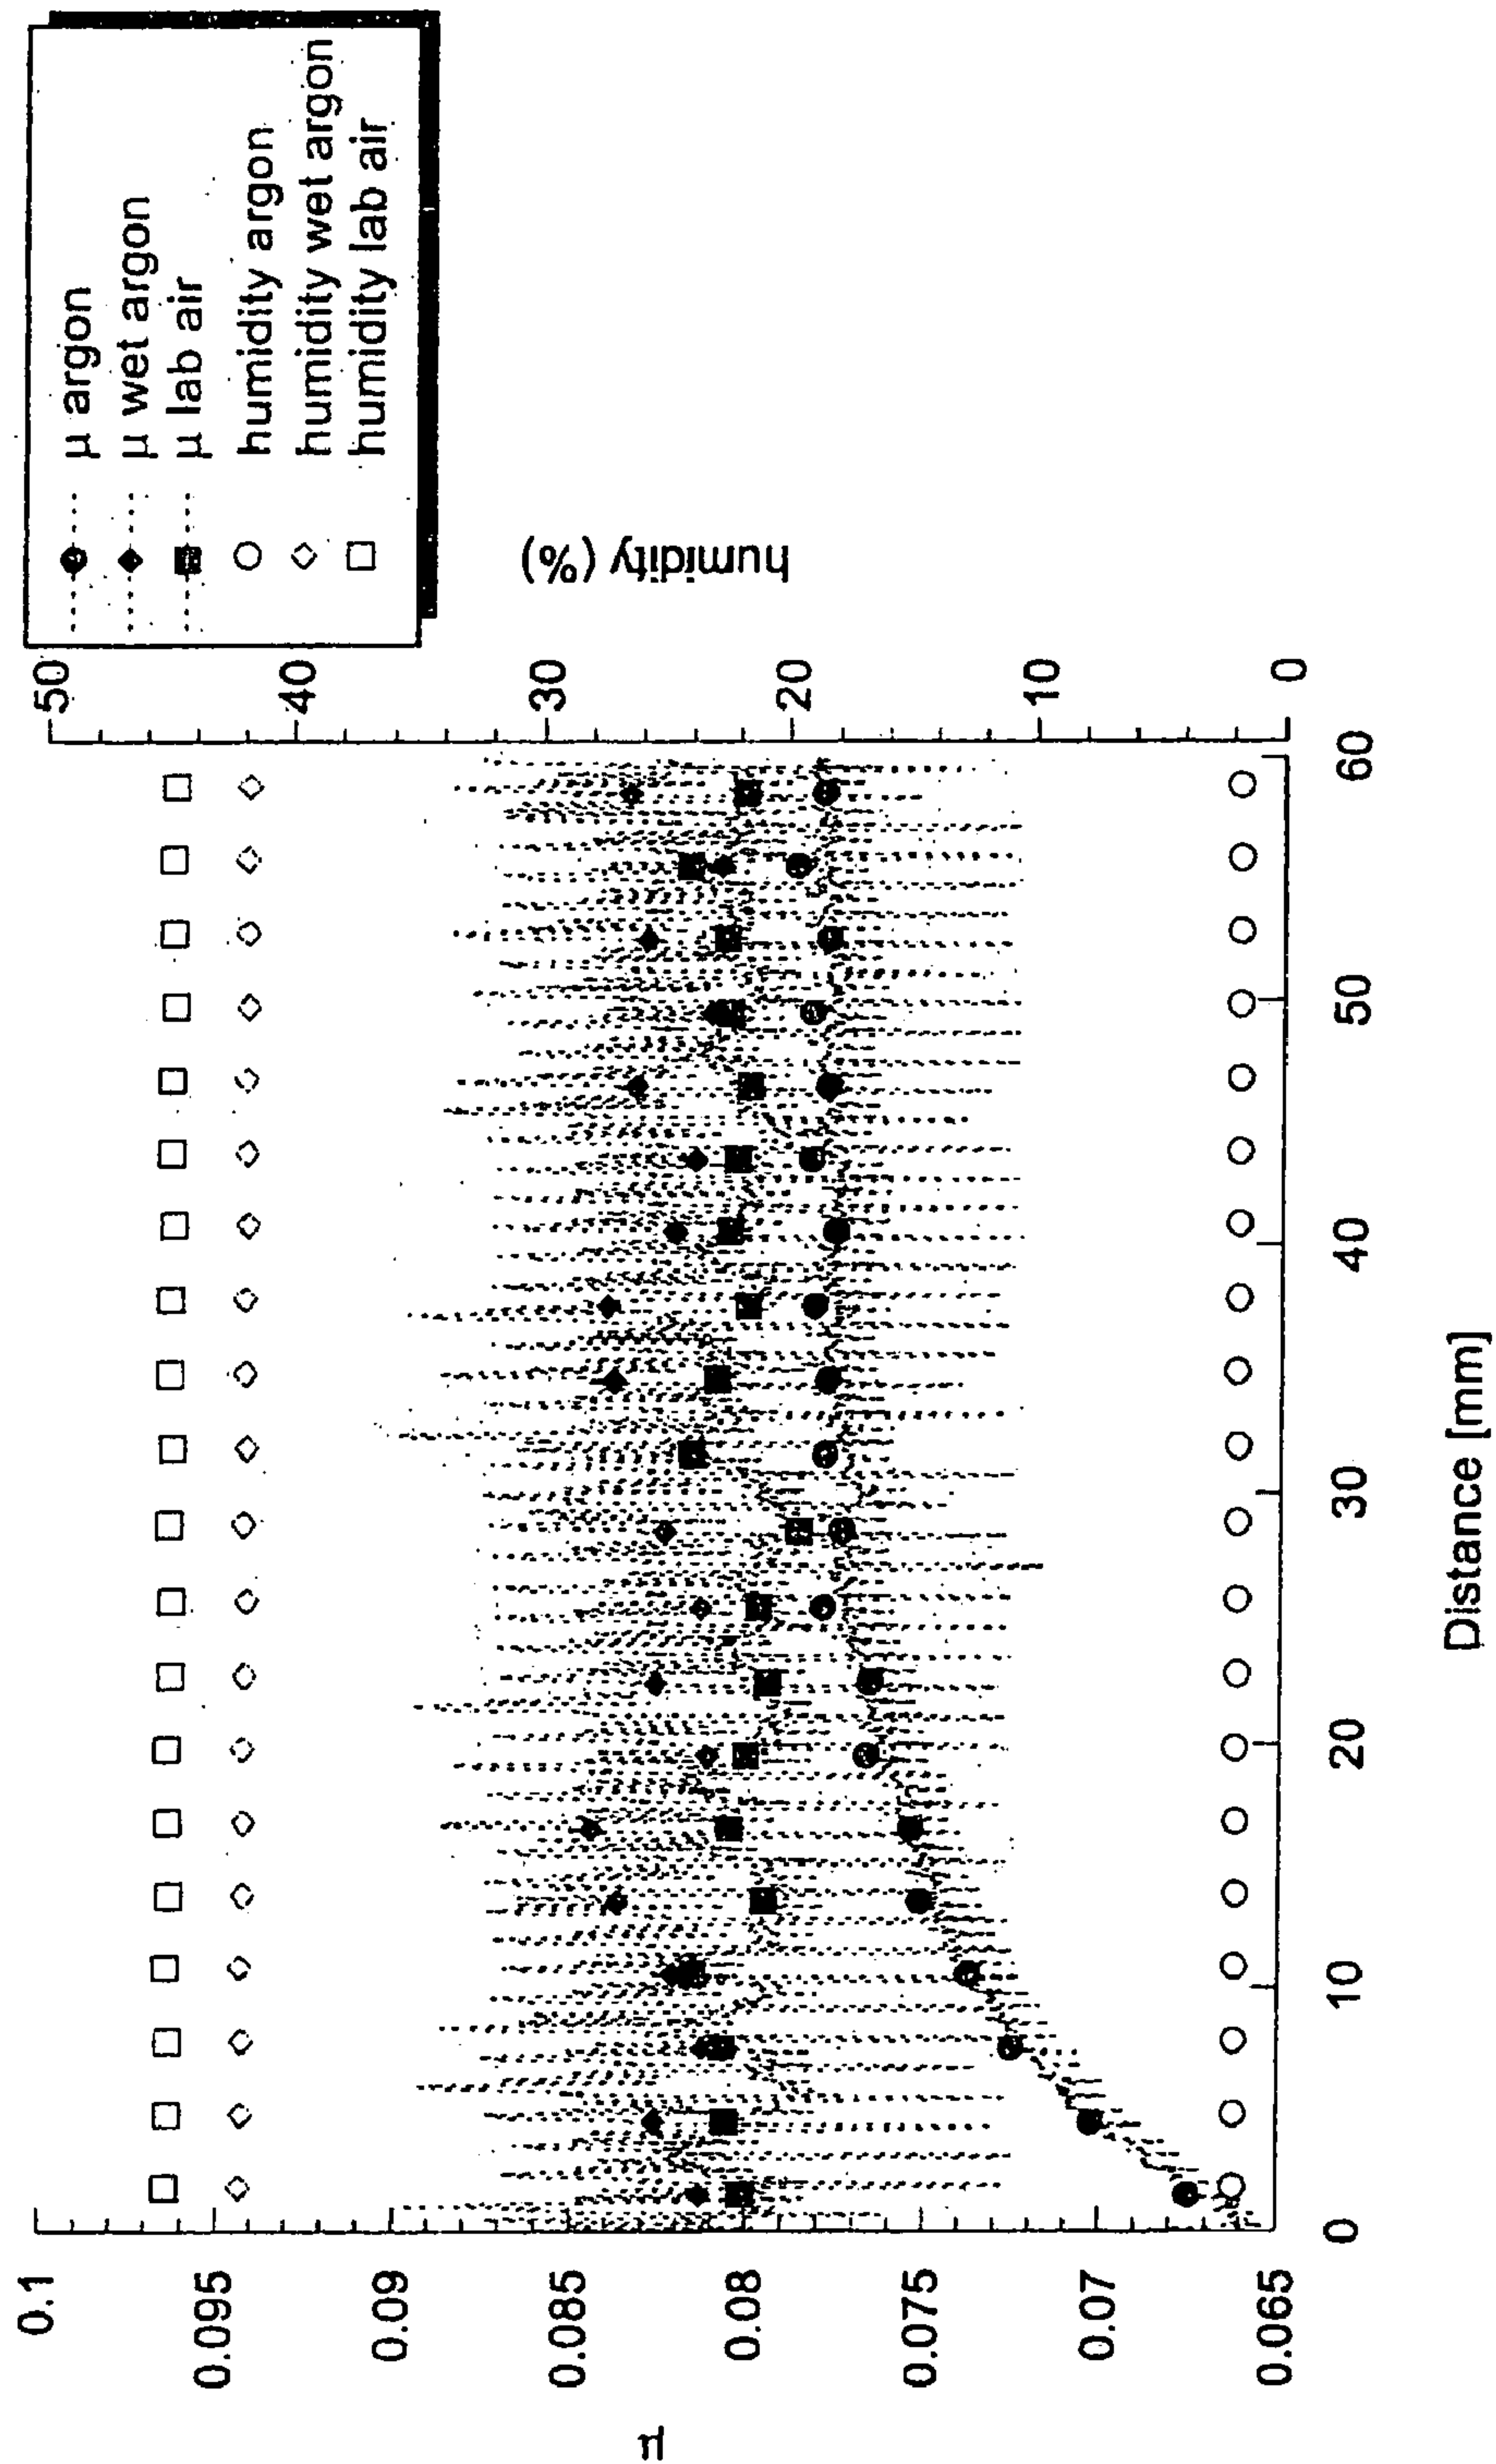 μ argon
μ wet argon
μ lab air
humidity argon
humidity wet argon
humidity lab air
μ
0.1
0.095
0.09
0.085
0.08
0.075
0.07
0.065
humidity (%)
50
40
30
20
10
0
0
10
20
30
40
50
60
Distance [mm]